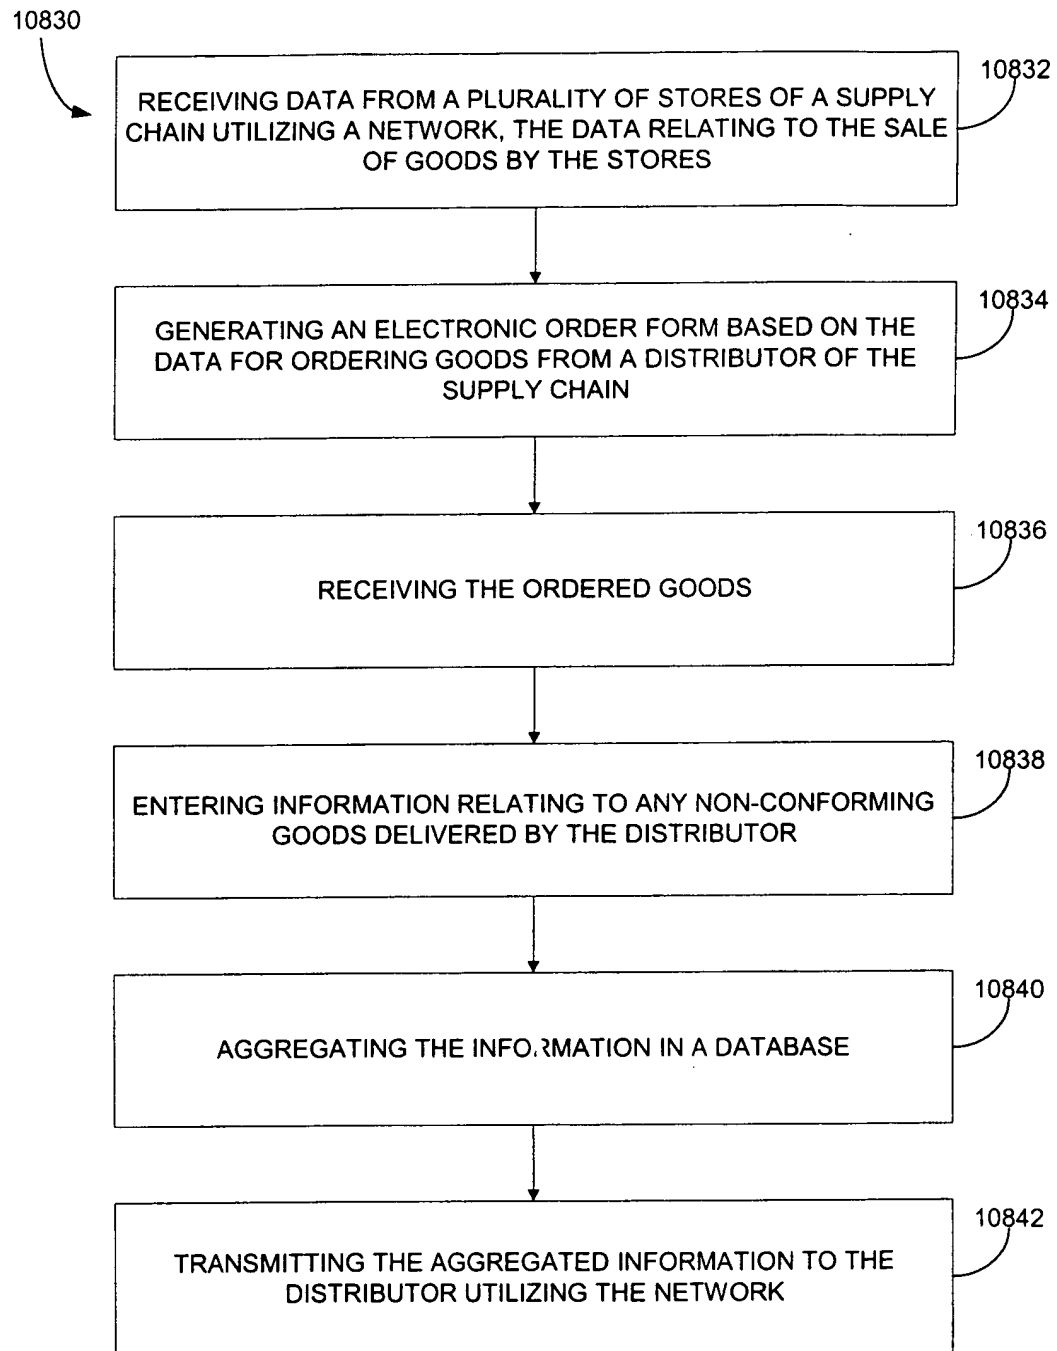 10830
10832
RECEIVING DATA FROM A PLURALITY OF STORES OF A SUPPLY
CHAIN UTILIZING A NETWORK, THE DATA RELATING TO THE SALE
OF GOODS BY THE STORES
10834
GENERATING AN ELECTRONIC ORDER FORM BASED ON THE
DATA FOR ORDERING GOODS FROM A DISTRIBUTOR OF THE
SUPPLY CHAIN
10836
RECEIVING THE ORDERED GOODS
10838
ENTERING INFORMATION RELATING TO ANY NON-CONFORMING
GOODS DELIVERED BY THE DISTRIBUTOR
10840
AGGREGATING THE INFORMATION IN A DATABASE
10842
TRANSMITTING THE AGGREGATED INFORMATION TO THE
DISTRIBUTOR UTILIZING THE NETWORK